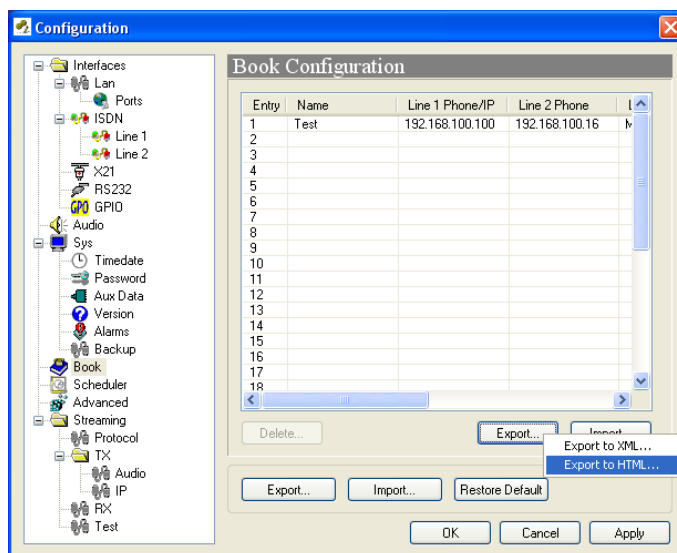 Configuration
Interfaces
Lan
Ports
ISDN
Line 1
Line 2
X21
RS232
GPO GPIO
Audio
Sys
Timedate
Password
Aux Data
Version
Alarms
Backup
Book
Scheduler
Advanced
Streaming
Protocol
TX
Audio
IP
RX
Test
Book Configuration
Entry Name Line 1 Phone/IP Line 2 Phone
1 Test 192.168.100.100 192.168.100.16
2
3
4
5
6
7
8
9
10
11
12
13
14
15
16
17
18
Delete... Export...
Export to XML...
Export to HTML...
Export... Import... Restore Default
OK Cancel Apply